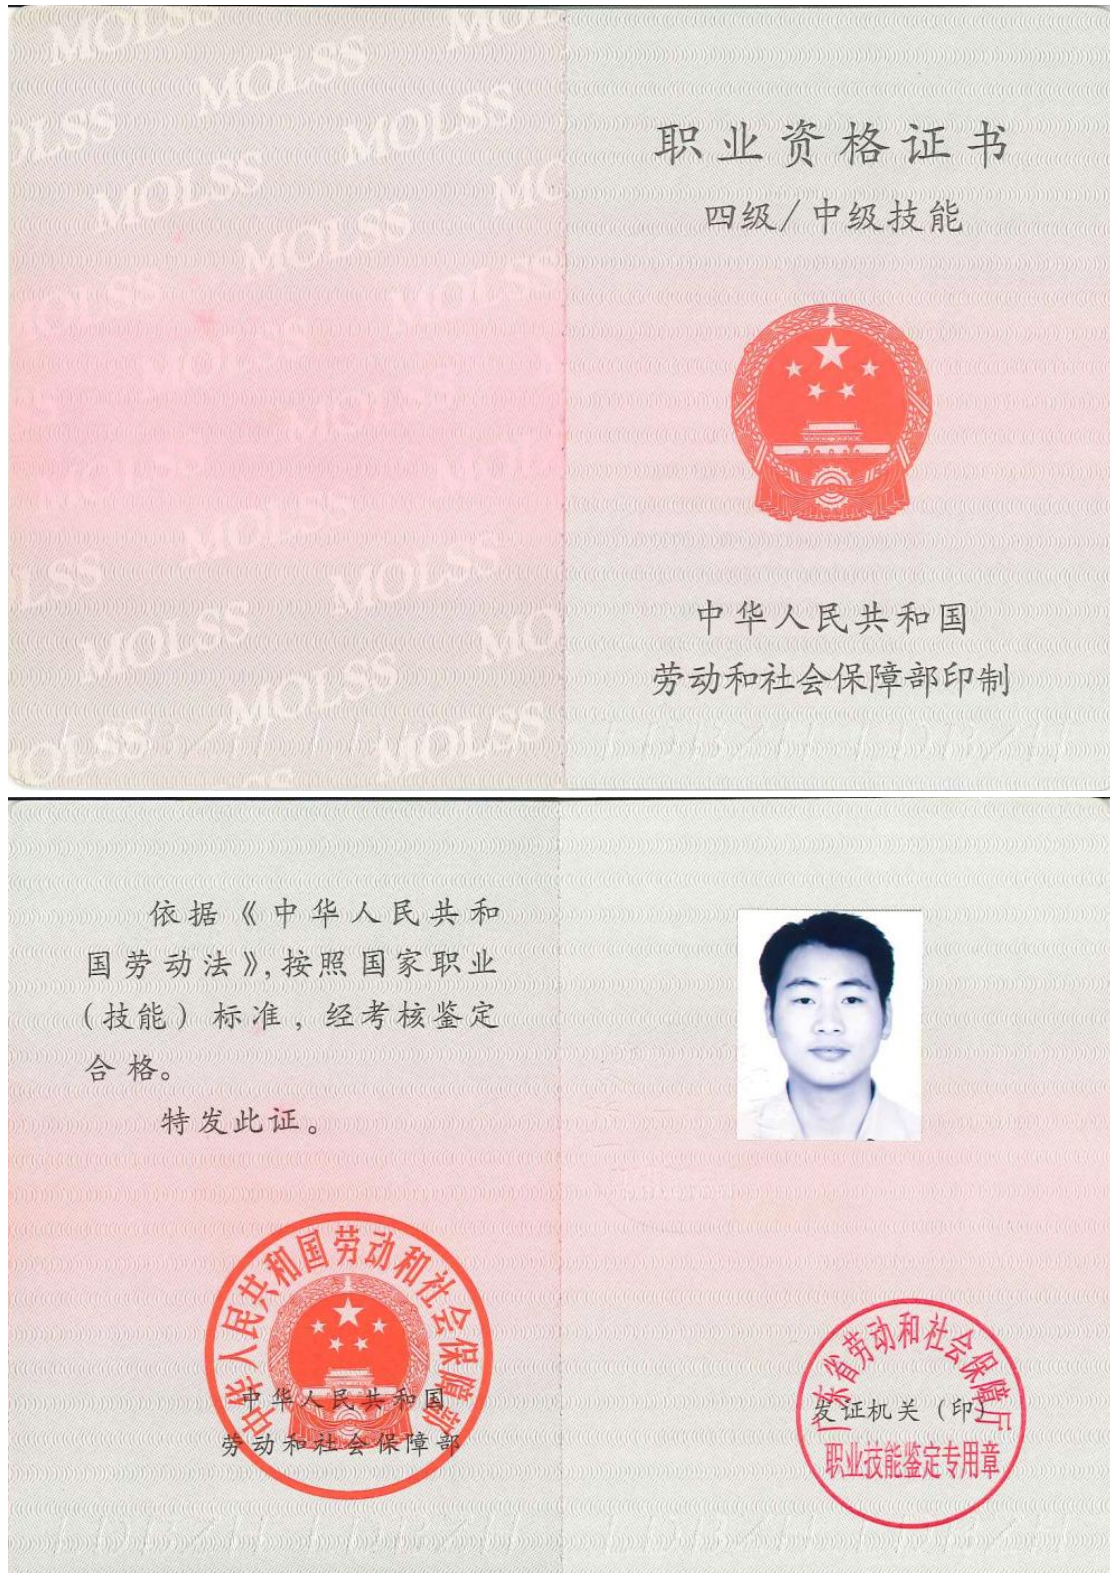 MOLSS
职业资格证书
四级/中级技能
中华人民共和国
劳动和社会保障部印制
依据《中华人民共和
国劳动法》,按照国家职业
(技能)标准,经考核鉴定
合格。
特发此证。
中华人民共和国劳动和社会保障部
中华人民共和国
劳动和社会保障部
广东省劳动和社会保障厅
发证机关(印)
职业技能鉴定专用章